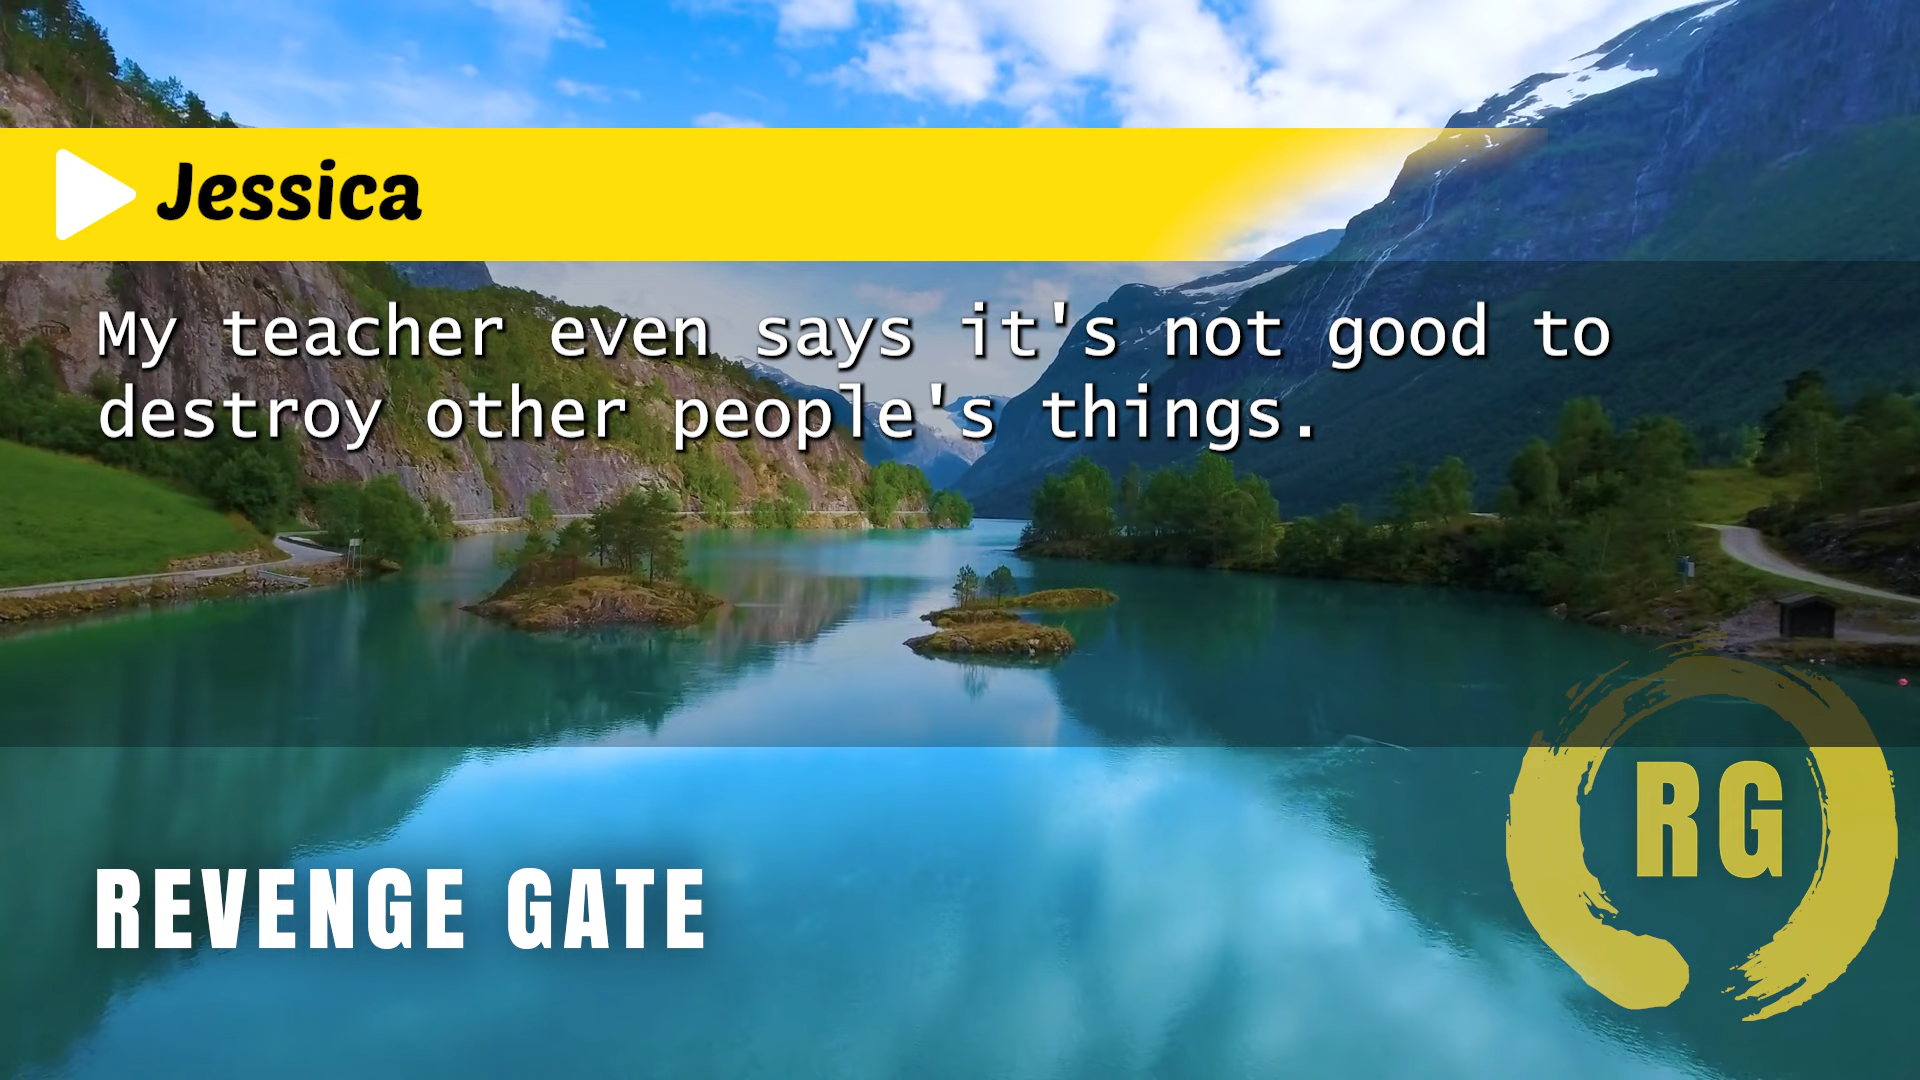 Jessica
My teacher even says it's not good to
destroy other people's things.
RG
REVENGE GATE